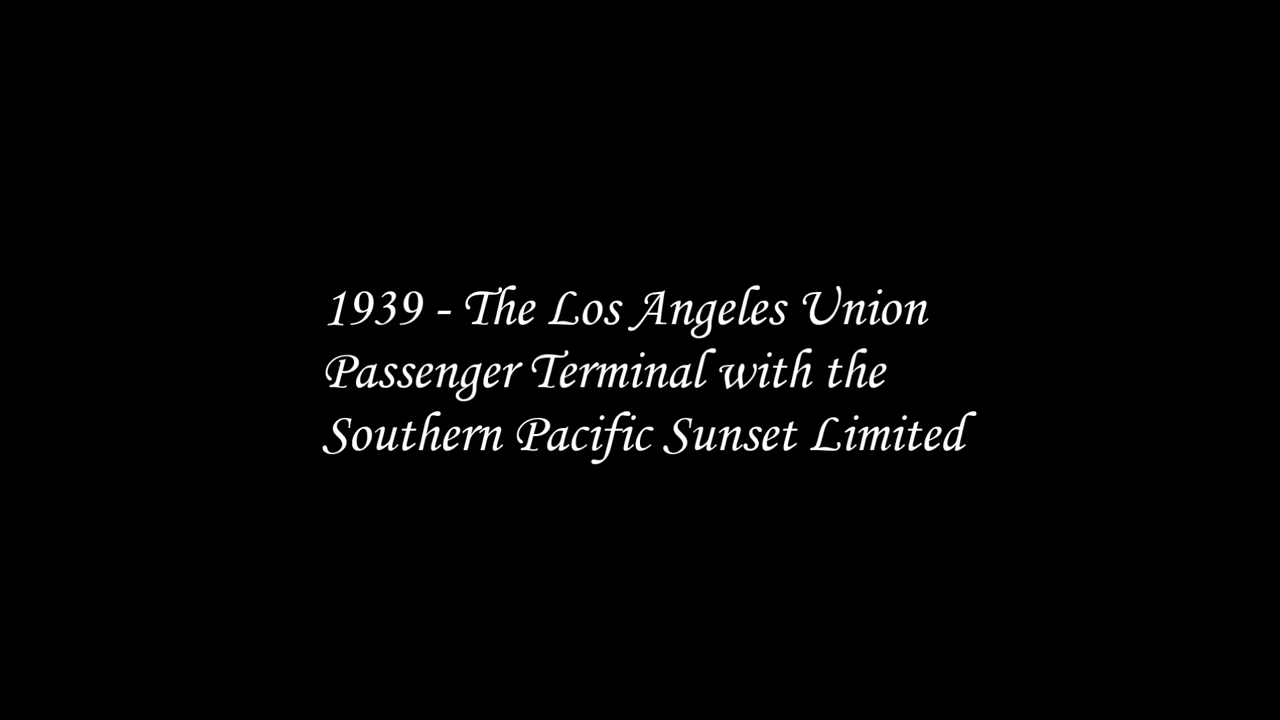 1939 - The Los Angeles Union
Passenger Terminal with the
Southern Pacific Sunset Limited